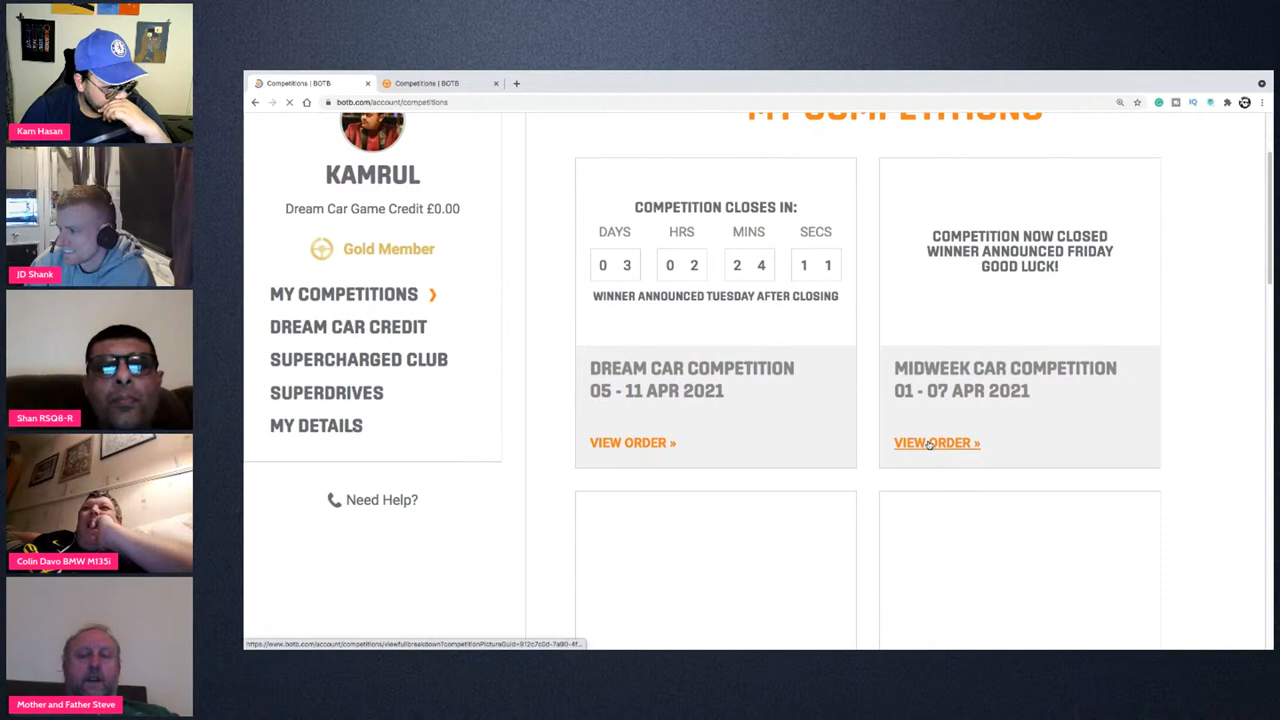 Kam Hasan
JD Shank
Shan RSQ8-R
Colin Davo BMW M135i
Mother and Father Steve
Competitions | BOTB
Competitions | BOTB
botb.com/account/competitions
MY COMPETITIONS
KAMRUL
Dream Car Game Credit £0.00
Gold Member
MY COMPETITIONS
DREAM CAR CREDIT
SUPERCHARGED CLUB
SUPERDRIVES
MY DETAILS
Need Help?
COMPETITION CLOSES IN:
DAYS HRS MINS SECS
0 3 0 2 2 4 1 1
WINNER ANNOUNCED TUESDAY AFTER CLOSING
DREAM CAR COMPETITION
05 - 11 APR 2021
VIEW ORDER »
COMPETITION NOW CLOSED
WINNER ANNOUNCED FRIDAY
GOOD LUCK!
MIDWEEK CAR COMPETITION
01 - 07 APR 2021
VIEW ORDER »